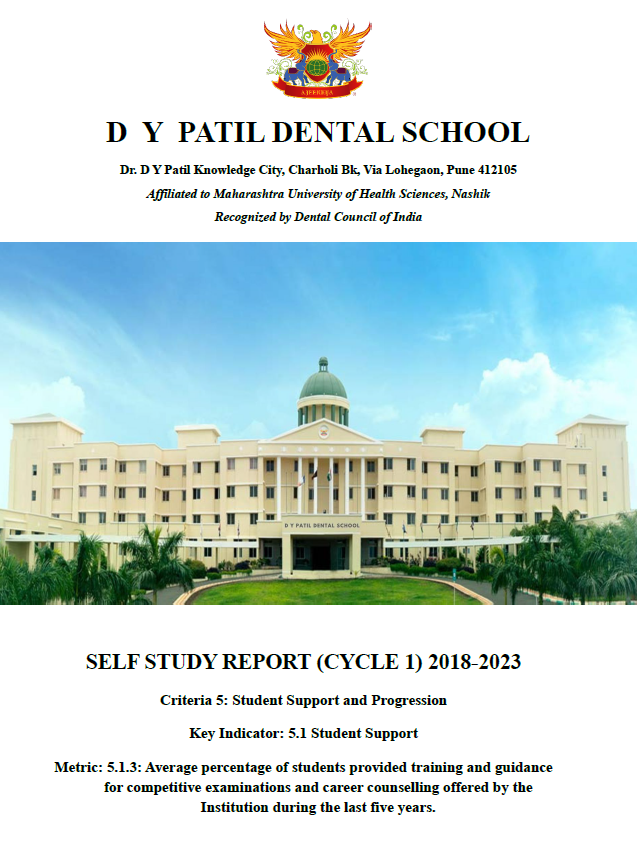 AJEENKYA
D Y PATIL DENTAL SCHOOL
Dr. D Y Patil Knowledge City, Charholi Bk, Via Lohegaon, Pune 412105
Affiliated to Maharashtra University of Health Sciences, Nashik
Recognized by Dental Council of India
D Y PATIL DENTAL SCHOOL
SELF STUDY REPORT (CYCLE 1) 2018-2023
Criteria 5: Student Support and Progression
Key Indicator: 5.1 Student Support
Metric: 5.1.3: Average percentage of students provided training and guidance
for competitive examinations and career counselling offered by the
Institution during the last five years.